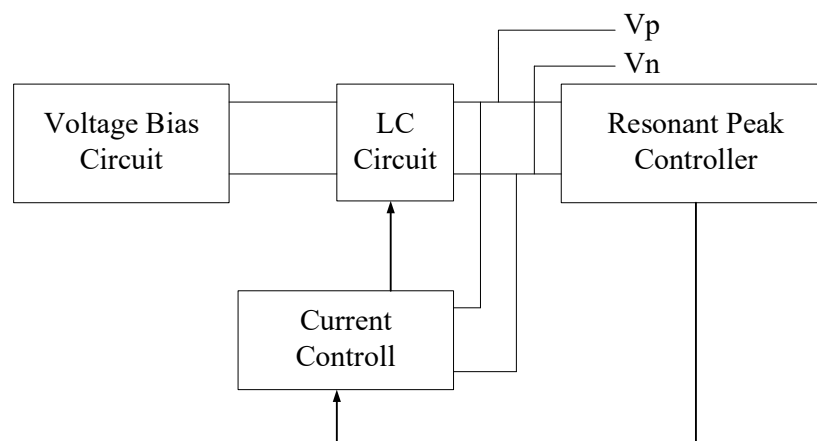 Vp
Vn
Voltage Bias
Circuit
LC
Circuit
Resonant Peak
Controller
Current
Controll